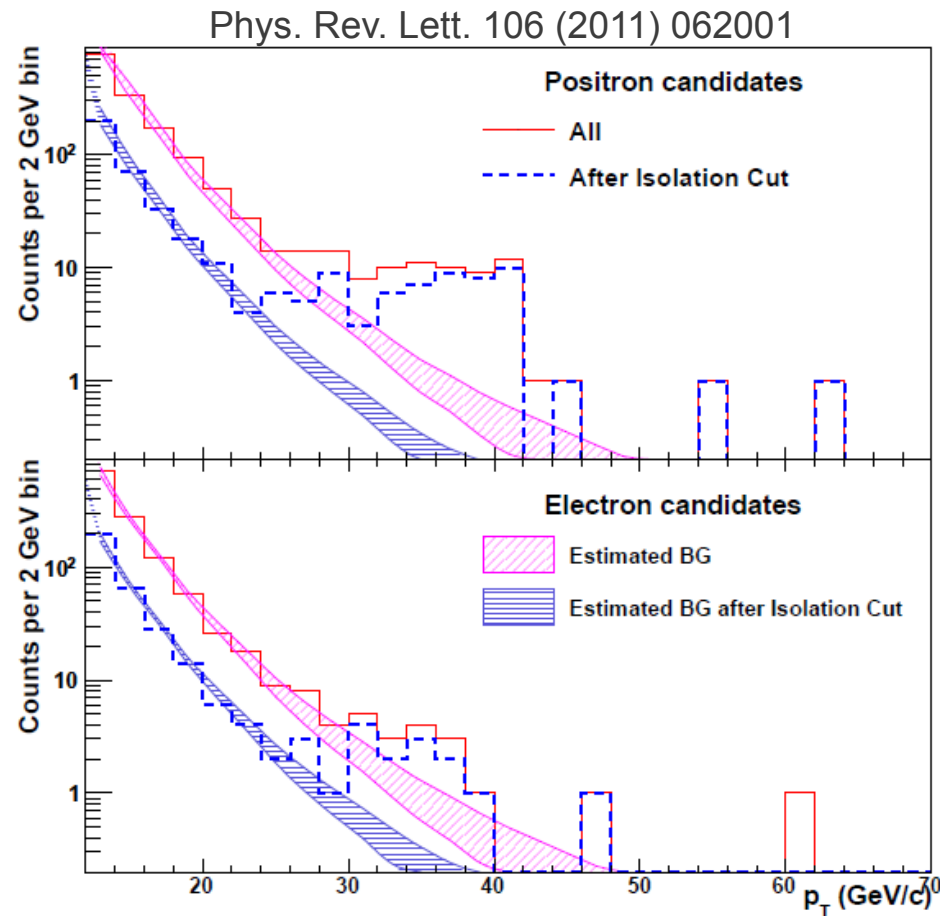 Phys. Rev. Lett. 106 (2011) 062001
Counts per 2 GeV bin
10²
10
1
Positron candidates
All
After Isolation Cut
Counts per 2 GeV bin
10²
10
1
Electron candidates
Estimated BG
Estimated BG after Isolation Cut
20 30 40 50 60 70
p_T (GeV/c)